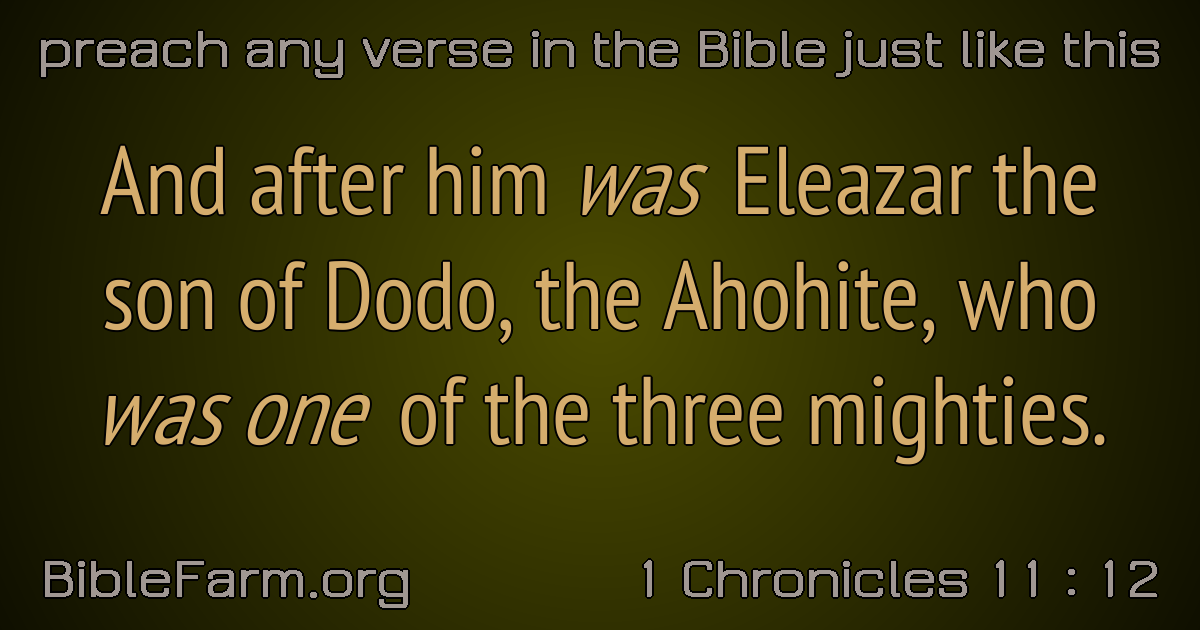 preach any verse in the Bible just like this
And after him was Eleazar the
son of Dodo, the Ahohite, who
was one of the three mighties.
BibleFarm.org
1 Chronicles 11 : 12